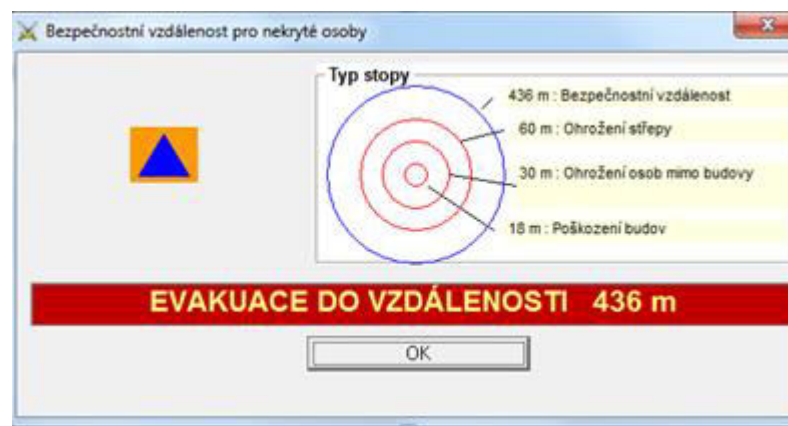 Bezpečnostní vzdálenost pro nekryté osoby
Typ stopy
436 m : Bezpečnostní vzdálenost
60 m : Ohrožení střepy
30 m : Ohrožení osob mimo budovy
18 m : Poškození budov
EVAKUACE DO VZDÁLENOSTI 436 m
OK